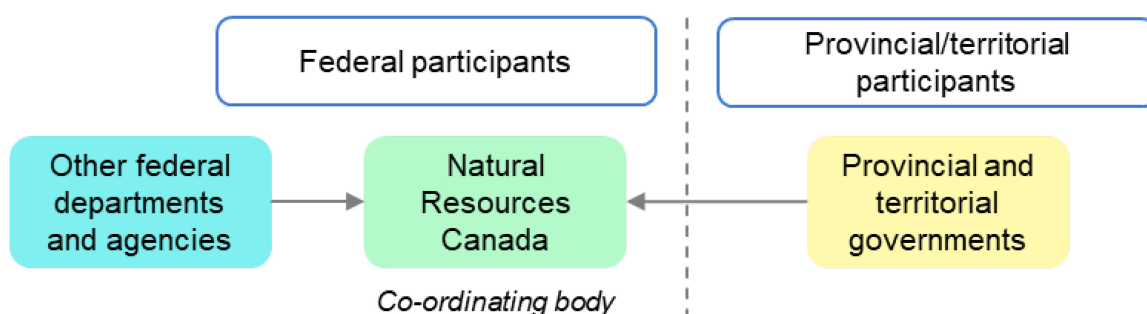 Federal participants
Provincial/territorial
participants
Other federal
departments
and agencies
Natural
Resources
Canada
Provincial and
territorial
governments
Co-ordinating body